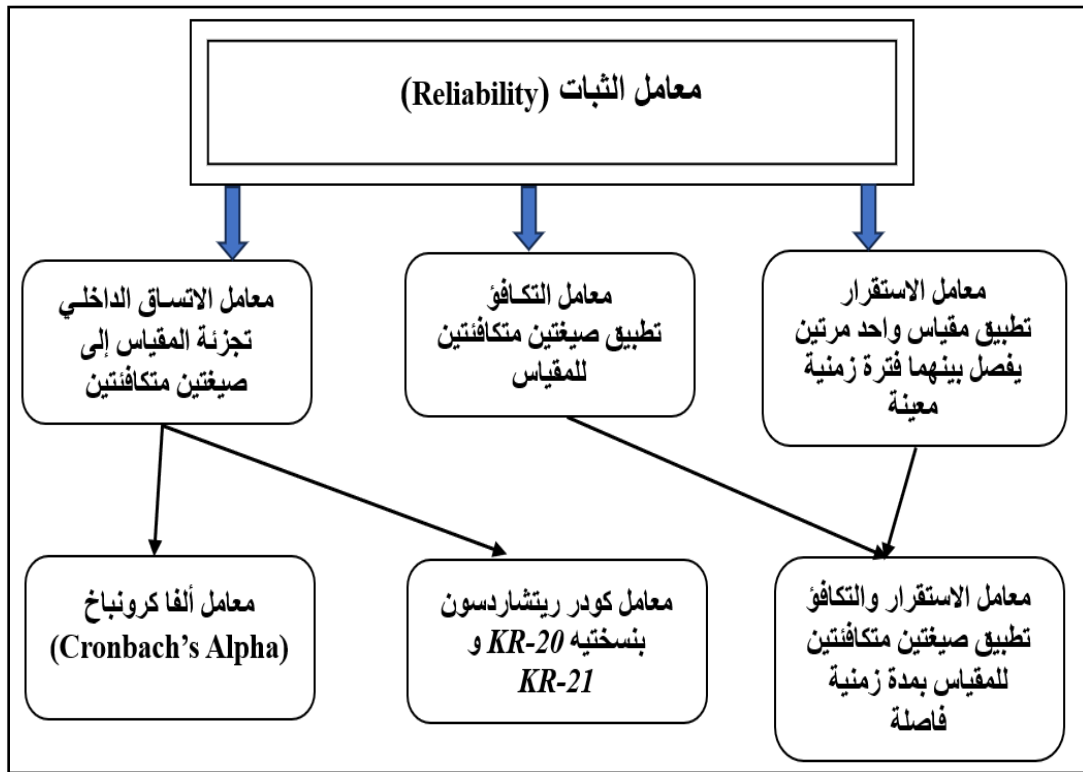 معامل الثبات (Reliability)
معامل الاستقرار
تطبيق مقياس واحد مرتين
يفصل بينهما فترة زمنية
معينة
معامل التكافؤ
تطبيق صيغتين متكافئتين
للمقياس
معامل الاتساق الداخلي
تجزئة المقياس إلى
صيغتين متكافئتين
معامل الاستقرار والتكافؤ
تطبيق صيغتين متكافئتين
للمقياس بمدة زمنية
فاصلة
معامل كودر ريتشاردسون
بنسختيه KR-20 و
KR-21
معامل ألفا كرونباخ
(Cronbach’s Alpha)